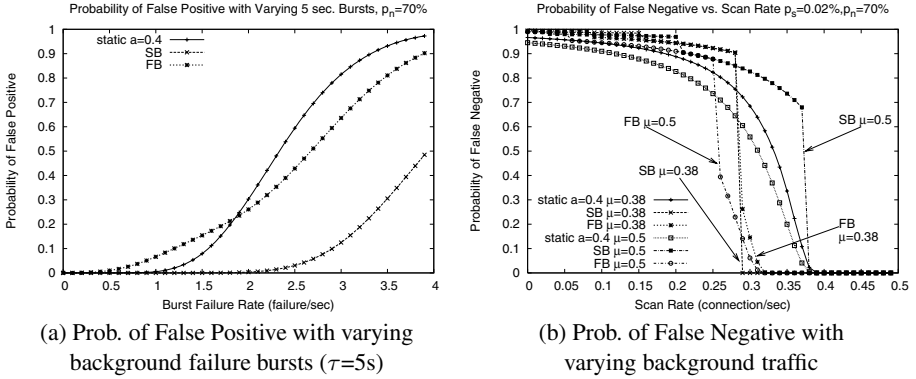 Probability of False Positive with Varying 5 sec. Bursts, pn=70%
Probability of False Positive
1
0.9
0.8
0.7
0.6
0.5
0.4
0.3
0.2
0.1
0
static a=0.4
SB
FB
0 0.5 1 1.5 2 2.5 3 3.5 4
Burst Failure Rate (failure/sec)
(a) Prob. of False Positive with varying
background failure bursts (τ=5s)
Probability of False Negative vs. Scan Rate ps=0.02%,pn=70%
Probability of False Negative
1
0.9
0.8
0.7
0.6
0.5
0.4
0.3
0.2
0.1
0
FB μ=0.5
SB μ=0.5
SB μ=0.38
FB
μ=0.38
static a=0.4 μ=0.38
SB μ=0.38
FB μ=0.38
static a=0.4 μ=0.5
SB μ=0.5
FB μ=0.5
0 0.05 0.1 0.15 0.2 0.25 0.3 0.35 0.4 0.45 0.5
Scan Rate (connection/sec)
(b) Prob. of False Negative with
varying background traffic